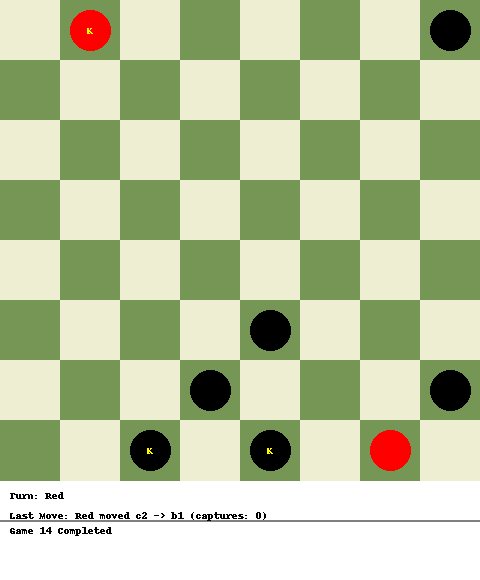 K
K K
Turn: Red
Last Move: Red moved c2 -> b1 (captures: 0)
Game 14 Completed